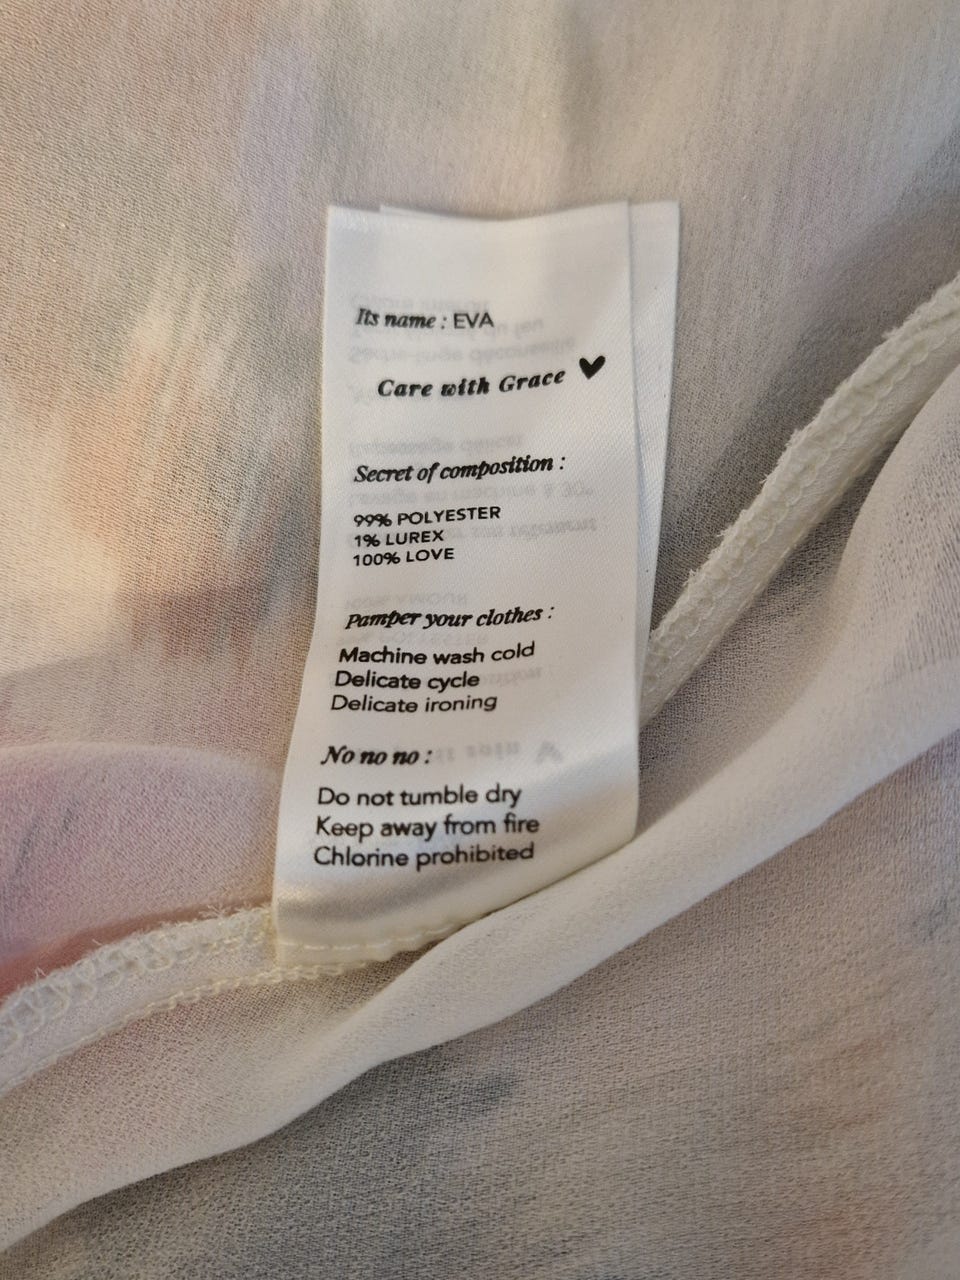 Its name : EVA
Care with Grace ♥
Secret of composition :
99% POLYESTER
1% LUREX
100% LOVE
Pamper your clothes :
Machine wash cold
Delicate cycle
Delicate ironing
No no no :
Do not tumble dry
Keep away from fire
Chlorine prohibited